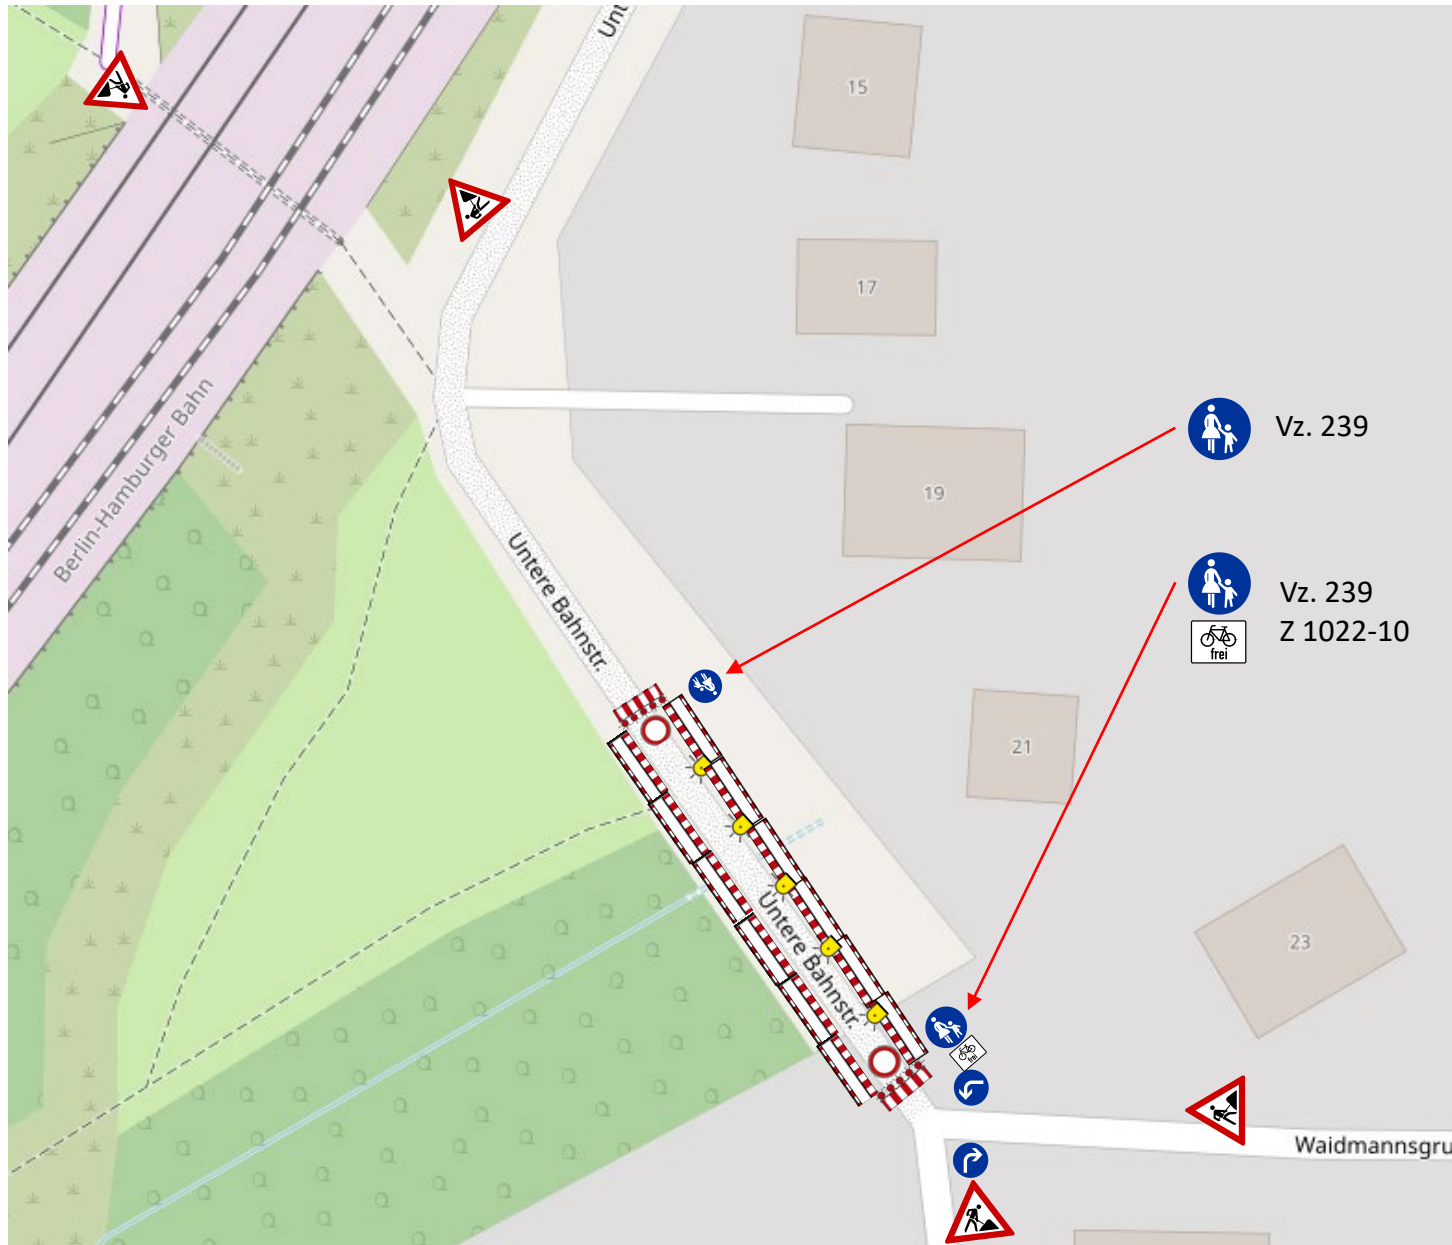 Unt
15
17
Berlin-Hamburger Bahn
Vz. 239
19
Untere Bahnstr.
Vz. 239
Z 1022-10
frei
21
Untere Bahnstr.
23
frei
Waidmannsgru